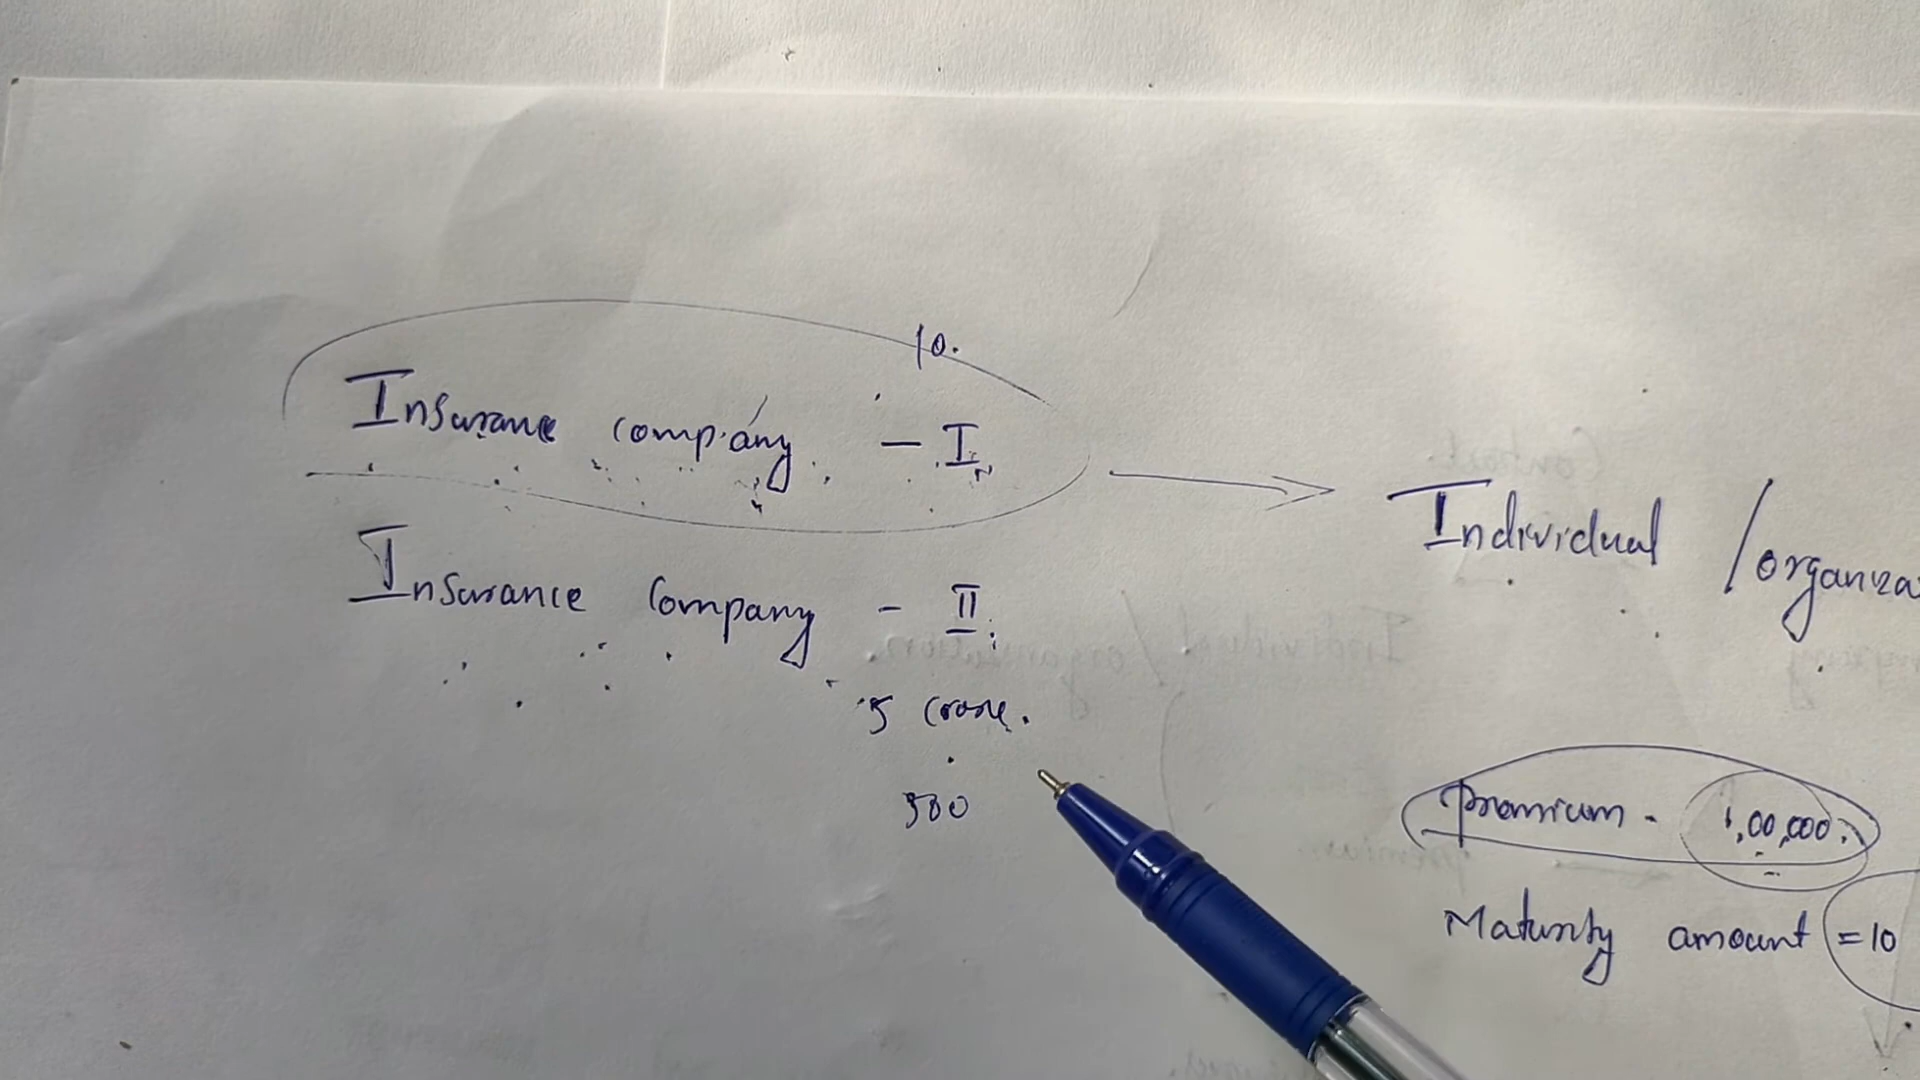 10.
Insurance company - I
Insurance Company - II
5 crore.
500
Individual / organiza
premium - 1,00,000.
Maturity amount = 10